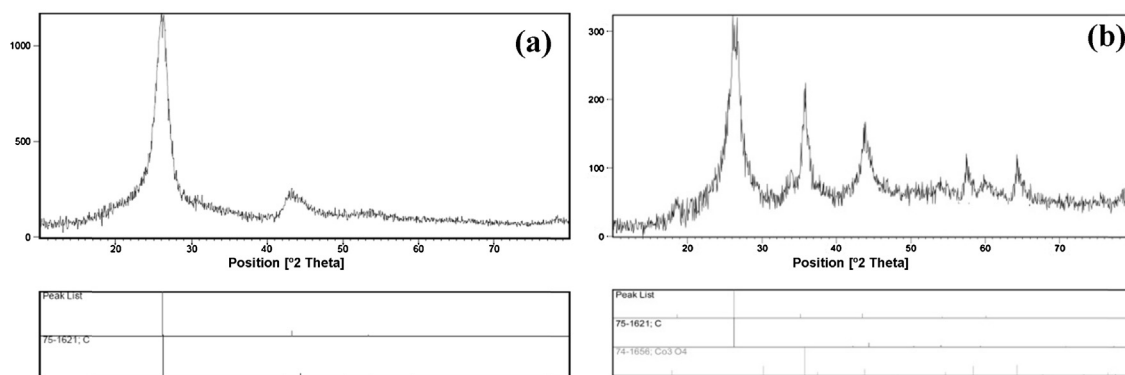 (a)
1000
500
0
20
30
40
50
60
70
Position [°2 Theta]
Peak List
75-1621; C
(b)
300
200
100
0
20
30
40
50
60
70
Position [°2 Theta]
Peak List
75-1621; C
74-1656; Co3 O4